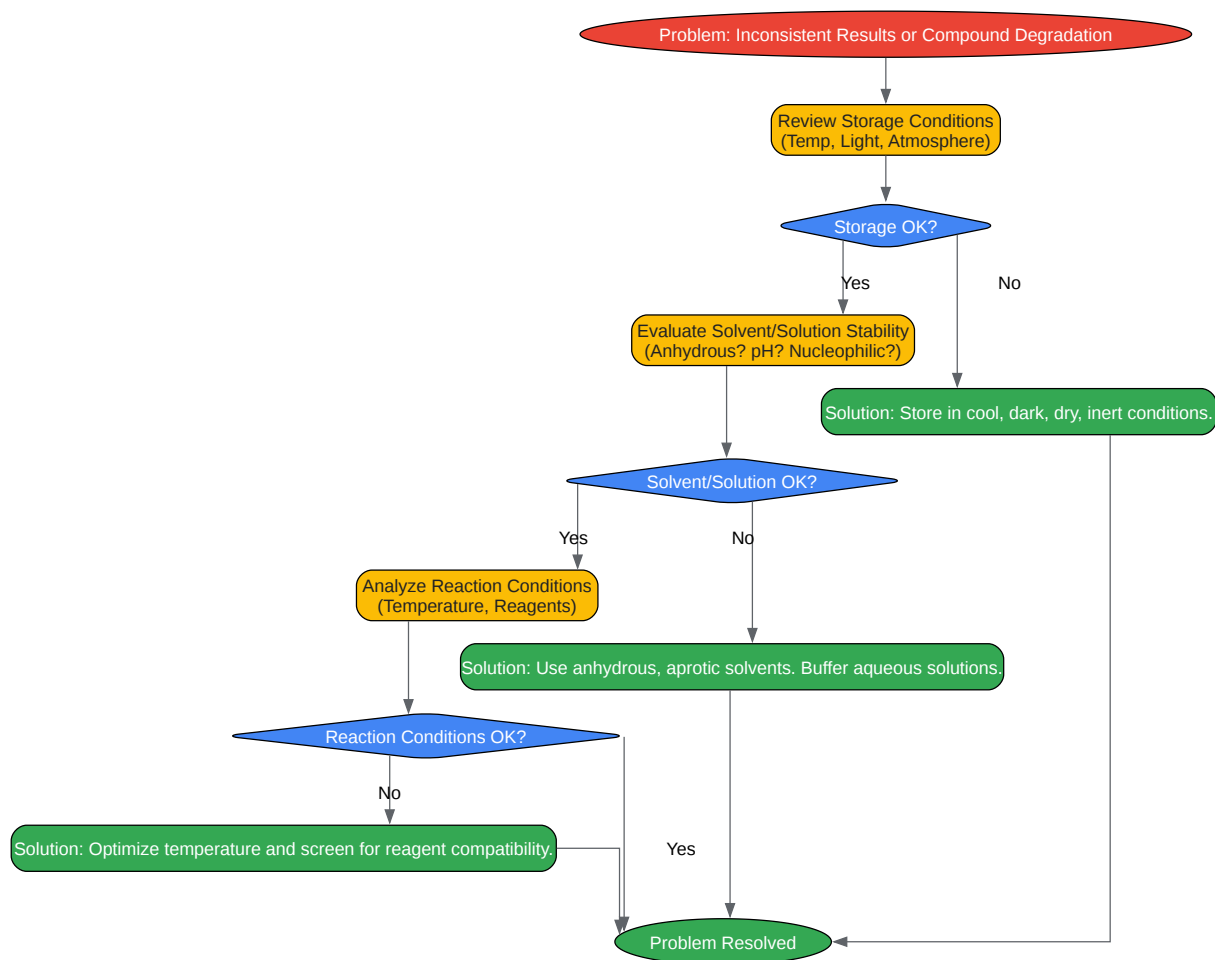 Problem: Inconsistent Results or Compound Degradation
Review Storage Conditions
(Temp, Light, Atmosphere)
Storage OK?
Yes
No
Evaluate Solvent/Solution Stability
(Anhydrous? pH? Nucleophilic?)
Solution: Store in cool, dark, dry, inert conditions.
Solvent/Solution OK?
Yes
No
Analyze Reaction Conditions
(Temperature, Reagents)
Solution: Use anhydrous, aprotic solvents. Buffer aqueous solutions.
Reaction Conditions OK?
No
Solution: Optimize temperature and screen for reagent compatibility.
Yes
Problem Resolved